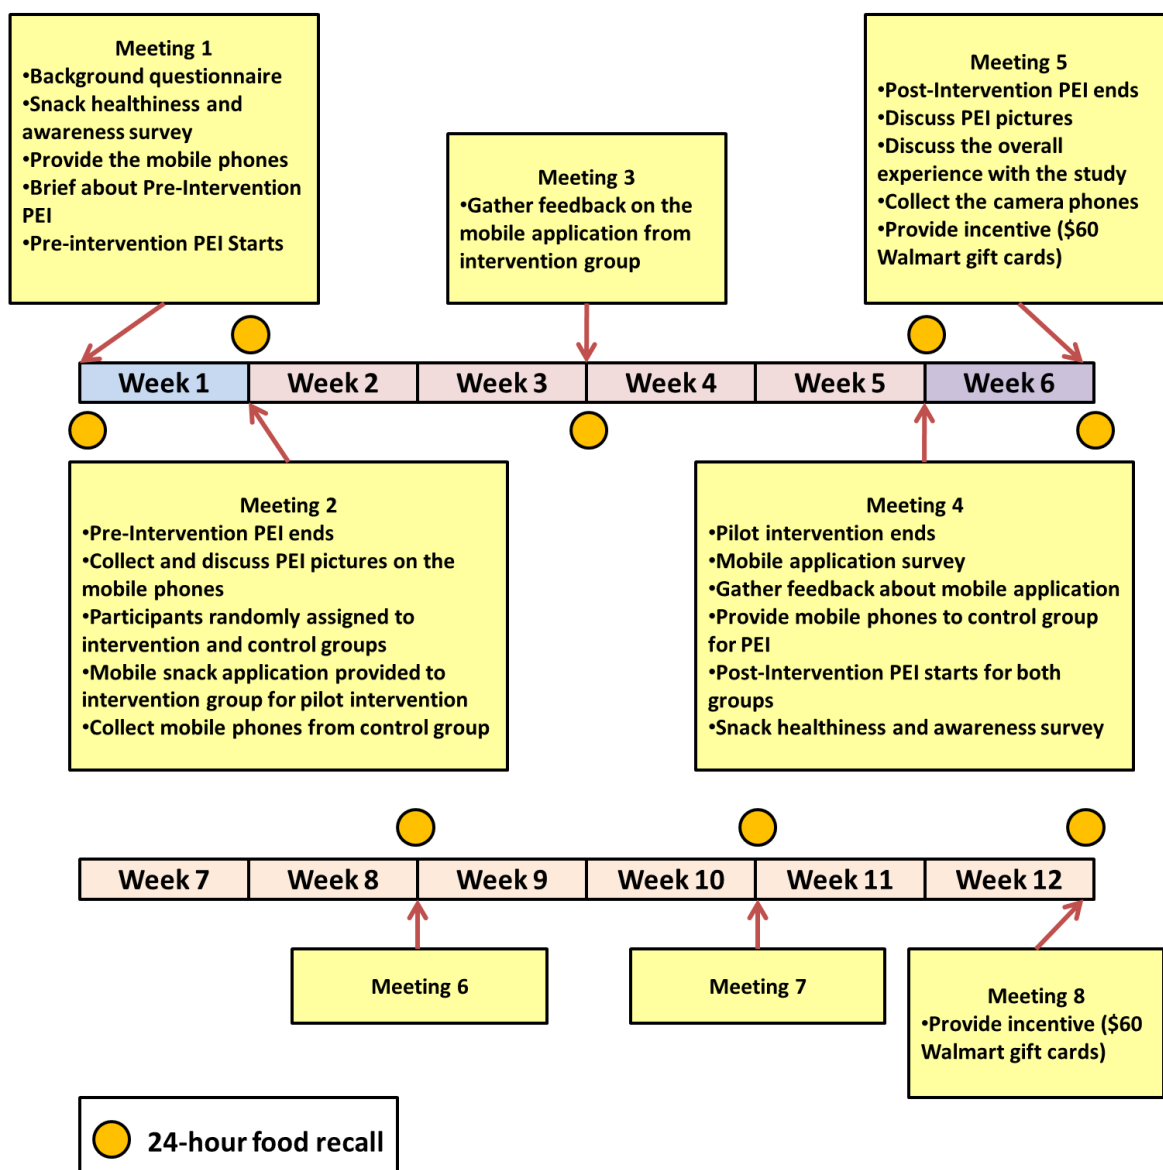 Meeting 1
•Background questionnaire
•Snack healthiness and
awareness survey
•Provide the mobile phones
•Brief about Pre-Intervention
PEI
•Pre-intervention PEI Starts
Meeting 3
•Gather feedback on the
mobile application from
intervention group
Meeting 5
•Post-Intervention PEI ends
•Discuss PEI pictures
•Discuss the overall
experience with the study
•Collect the camera phones
•Provide incentive ($60
Walmart gift cards)
Week 1
Week 2
Week 3
Week 4
Week 5
Week 6
Meeting 2
•Pre-Intervention PEI ends
•Collect and discuss PEI pictures on the
mobile phones
•Participants randomly assigned to
intervention and control groups
•Mobile snack application provided to
intervention group for pilot intervention
•Collect mobile phones from control group
Meeting 4
•Pilot intervention ends
•Mobile application survey
•Gather feedback about mobile application
•Provide mobile phones to control group
for PEI
•Post-Intervention PEI starts for both
groups
•Snack healthiness and awareness survey
Week 7
Week 8
Week 9
Week 10
Week 11
Week 12
Meeting 6
Meeting 7
Meeting 8
•Provide incentive ($60
Walmart gift cards)
24-hour food recall